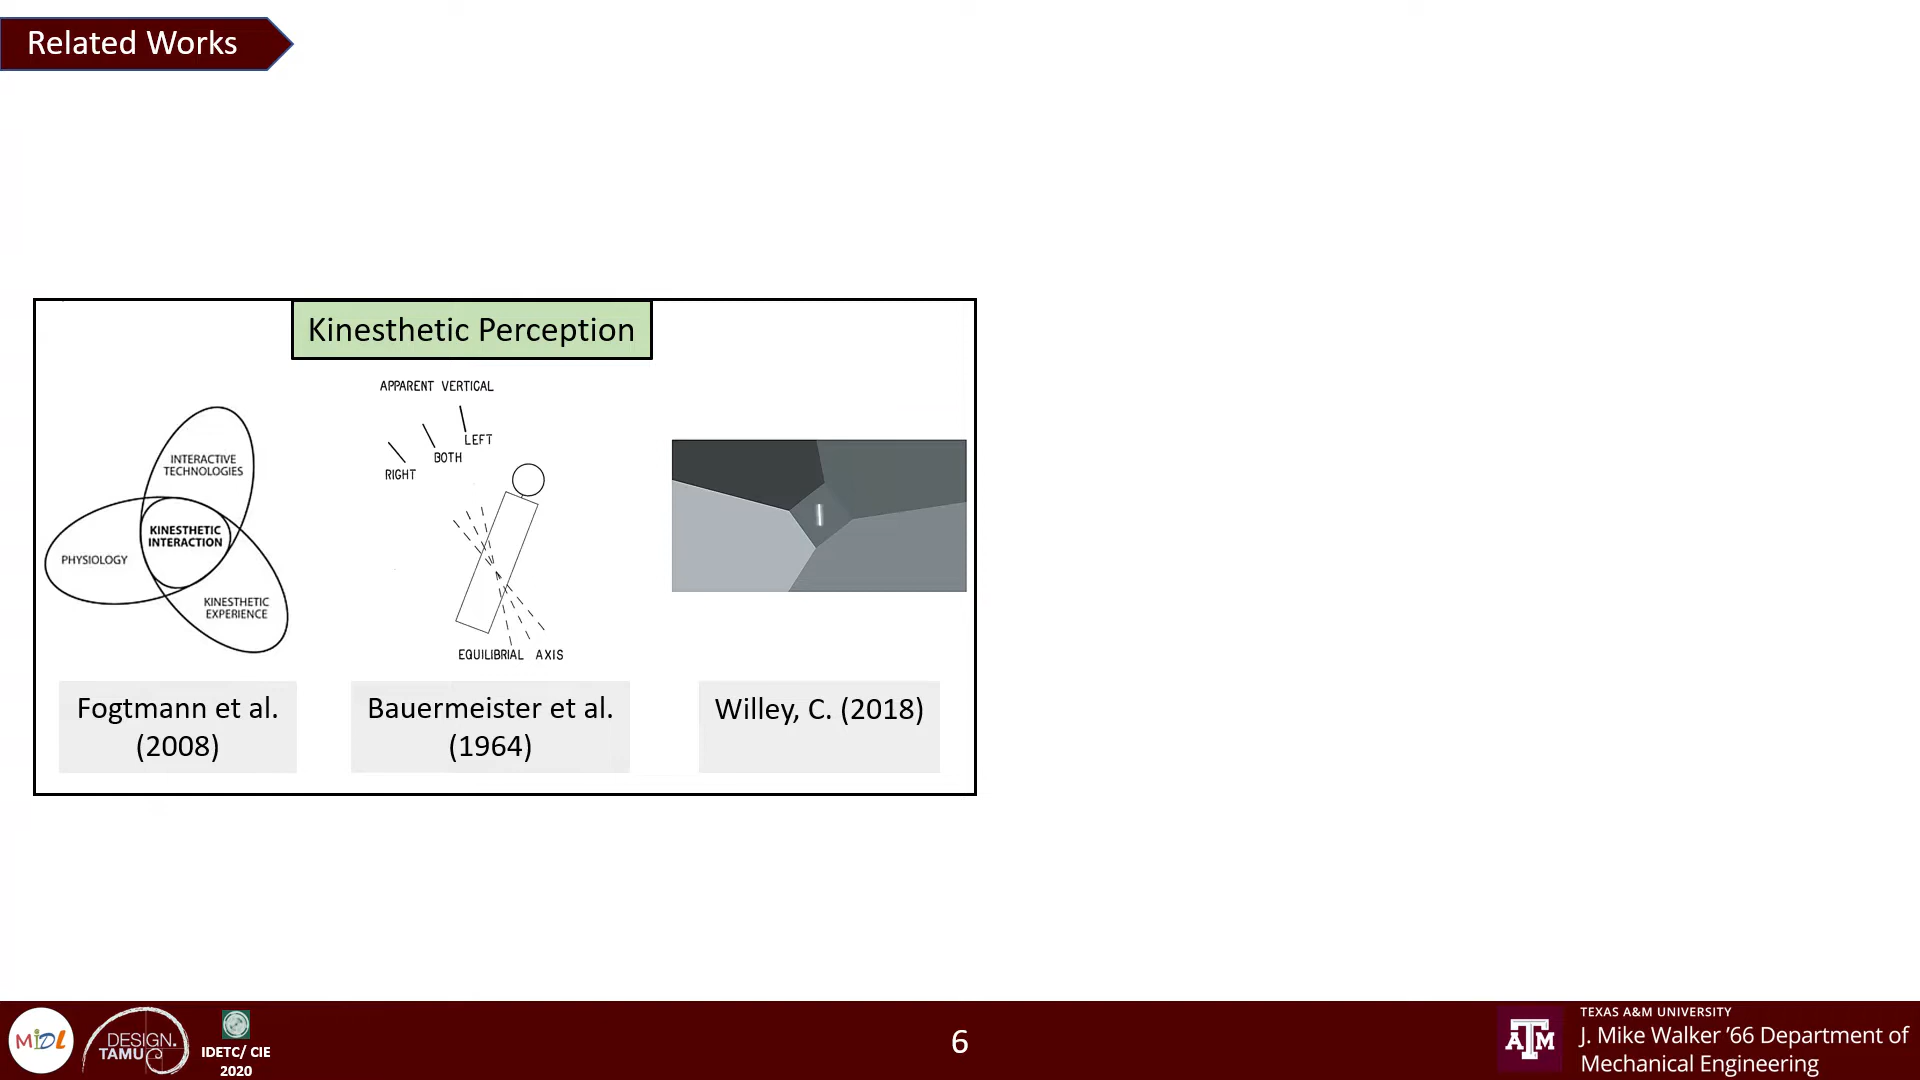 Related Works
Kinesthetic Perception
INTERACTIVE
TECHNOLOGIES
KINESTHETIC
INTERACTION
PHYSIOLOGY
KINESTHETIC
EXPERIENCE
APPARENT VERTICAL
LEFT
BOTH
RIGHT
EQUILIBRIAL AXIS
Fogtmann et al.
(2008)
Bauermeister et al.
(1964)
Willey, C. (2018)
MiDL
DESIGN.
TAMU
IDETC/ CIE
2020
6
ATM
TEXAS A&M UNIVERSITY
J. Mike Walker ’66 Department of
Mechanical Engineering